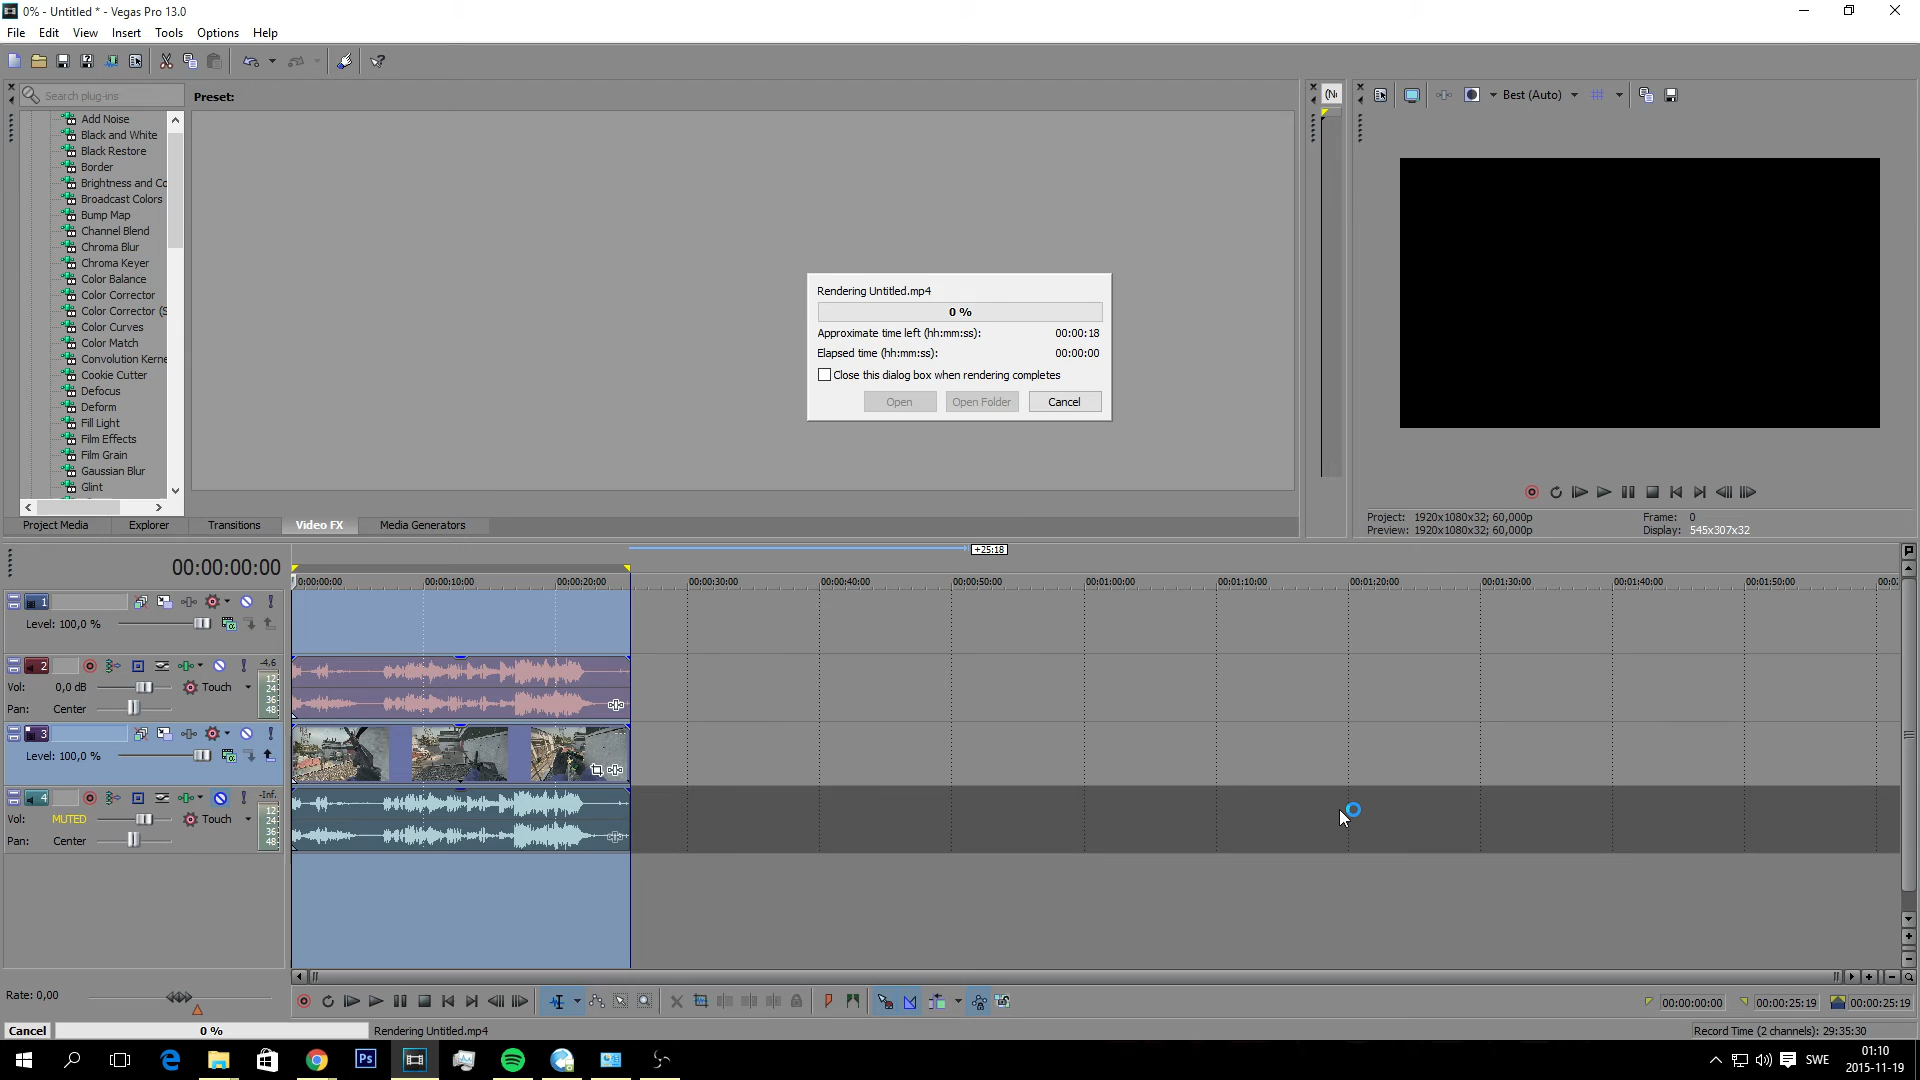 0% - Untitled * - Vegas Pro 13.0
File Edit View Insert Tools Options Help
Search plug-ins
Preset:
Best (Auto)
Add Noise
Black and White
Black Restore
Border
Brightness and Co
Broadcast Colors
Bump Map
Channel Blend
Chroma Blur
Chroma Keyer
Color Balance
Color Corrector
Color Corrector (S
Color Curves
Color Match
Convolution Kerne
Cookie Cutter
Defocus
Deform
Fill Light
Film Effects
Film Grain
Gaussian Blur
Glint
Rendering Untitled.mp4
0 %
Approximate time left (hh:mm:ss): 00:00:18
Elapsed time (hh:mm:ss): 00:00:00
Close this dialog box when rendering completes
Open Open Folder Cancel
Project: 1920x1080x32; 60,000p Frame: 0
Preview: 1920x1080x32; 60,000p Display: 545x307x32
Project Media Explorer Transitions Video FX Media Generators
+25:18
00:00:00:00
0:00:00:00 00:00:10:00 00:00:20:00 00:00:30:00 00:00:40:00 00:00:50:00 00:01:00:00 00:01:10:00 00:01:20:00 00:01:30:00 00:01:40:00 00:01:50:00 00:0
1
Level: 100,0 %
2 -4,6
Vol: 0,0 dB Touch
Pan: Center
12
24
36
48
3
Level: 100,0 %
4 -Inf.
Vol: MUTED Touch
Pan: Center
12
24
36
48
Rate: 0,00
00:00:00:00 00:00:25:19 00:00:25:19
Cancel 0 % Rendering Untitled.mp4 Record Time (2 channels): 29:35:30
Ps
SWE
01:10
2015-11-19